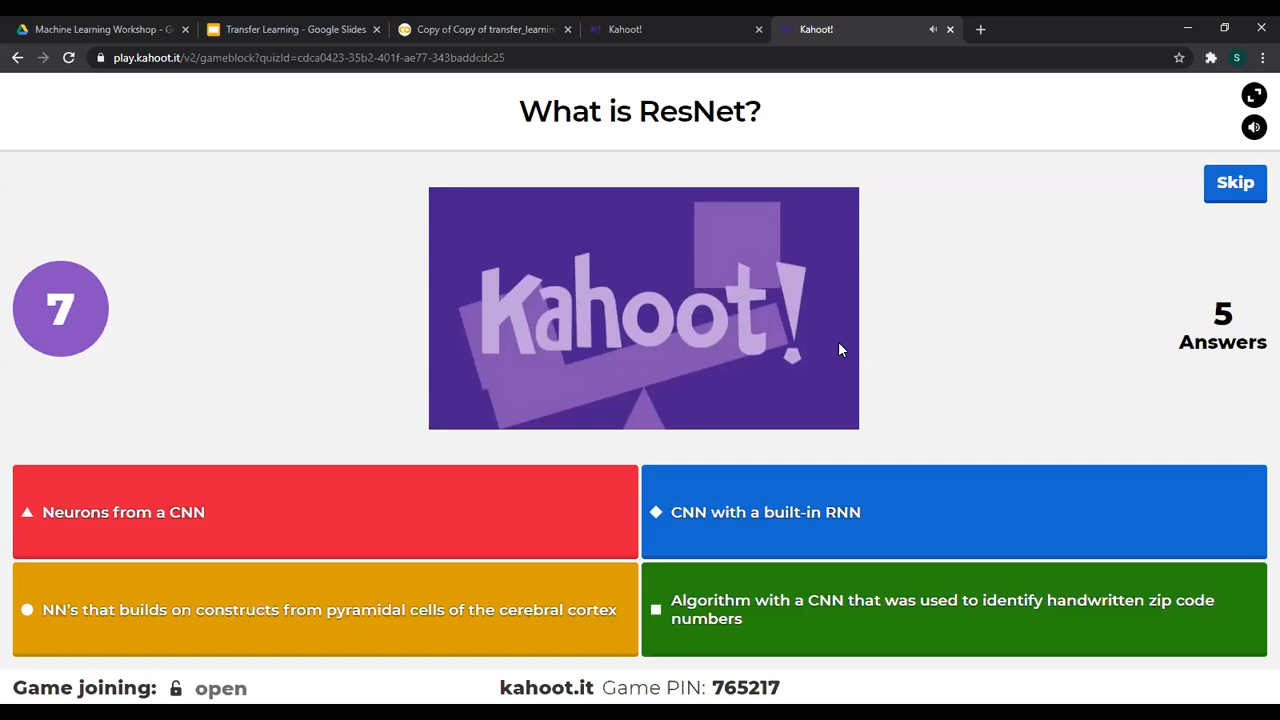 Machine Learning Workshop - G
Transfer Learning - Google Slides
Copy of Copy of transfer_learnin
Kahoot!
Kahoot!
play.kahoot.it/v2/gameblock?quizId=cdca0423-35b2-401f-ae77-343baddcdc25
S
What is ResNet?
Skip
7
Kahoot!
5
Answers
Neurons from a CNN
CNN with a built-in RNN
NN's that builds on constructs from pyramidal cells of the cerebral cortex
Algorithm with a CNN that was used to identify handwritten zip code
numbers
Game joining: open
kahoot.it Game PIN: 765217